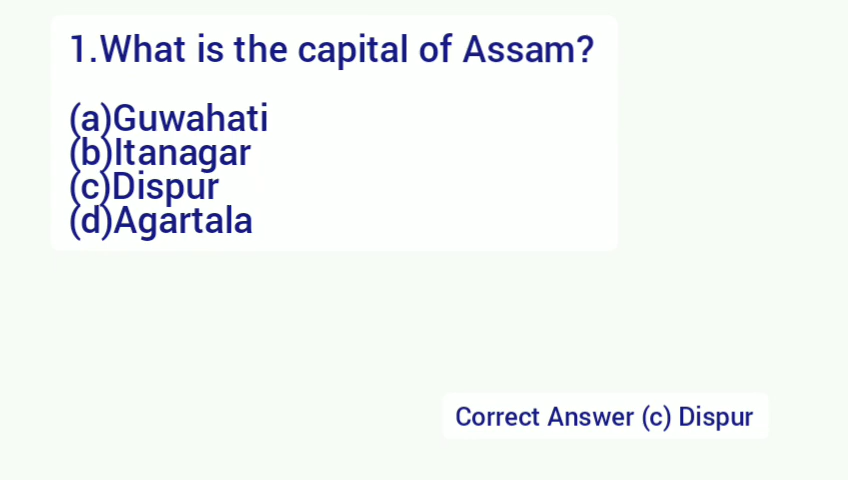 1.What is the capital of Assam?
(a)Guwahati
(b)Itanagar
(c)Dispur
(d)Agartala
Correct Answer (c) Dispur